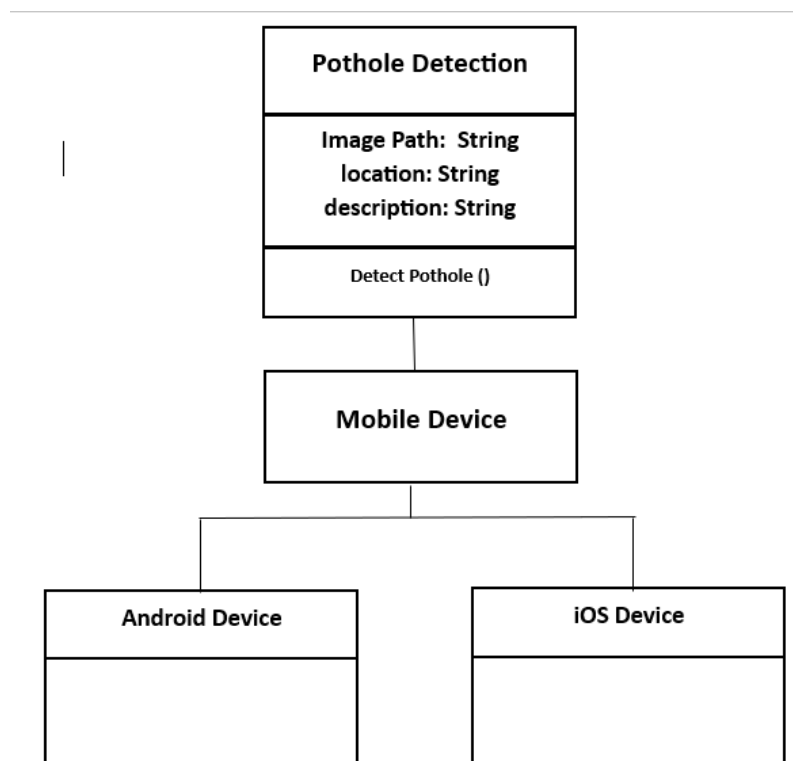 Pothole Detection
Image Path:  String
location: String
description: String
Detect Pothole ()
Mobile Device
Android Device
iOS Device